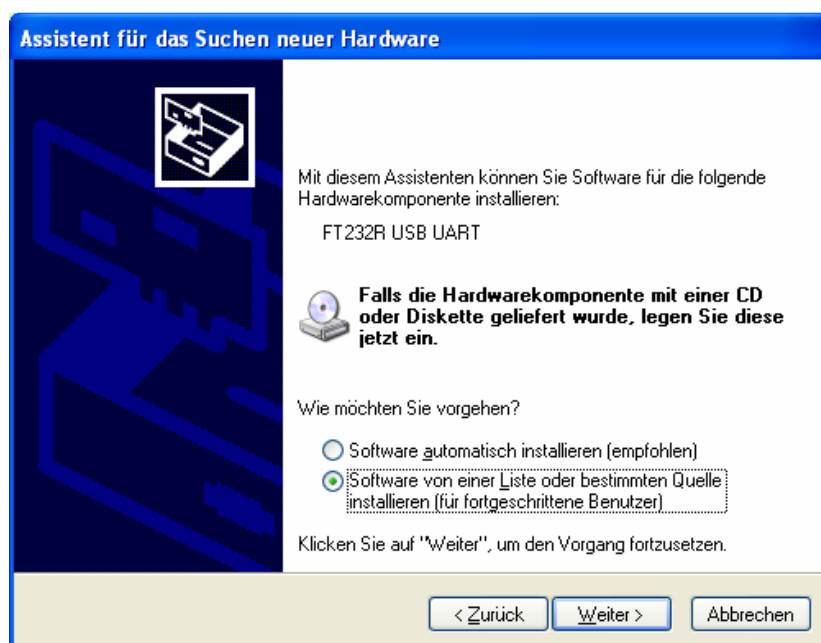 Assistent für das Suchen neuer Hardware
Mit diesem Assistenten können Sie Software für die folgende
Hardwarekomponente installieren:
FT232R USB UART
Falls die Hardwarekomponente mit einer CD
oder Diskette geliefert wurde, legen Sie diese
jetzt ein.
Wie möchten Sie vorgehen?
Software automatisch installieren (empfohlen)
Software von einer Liste oder bestimmten Quelle
installieren (für fortgeschrittene Benutzer)
Klicken Sie auf "Weiter", um den Vorgang fortzusetzen.
< Zurück Weiter > Abbrechen